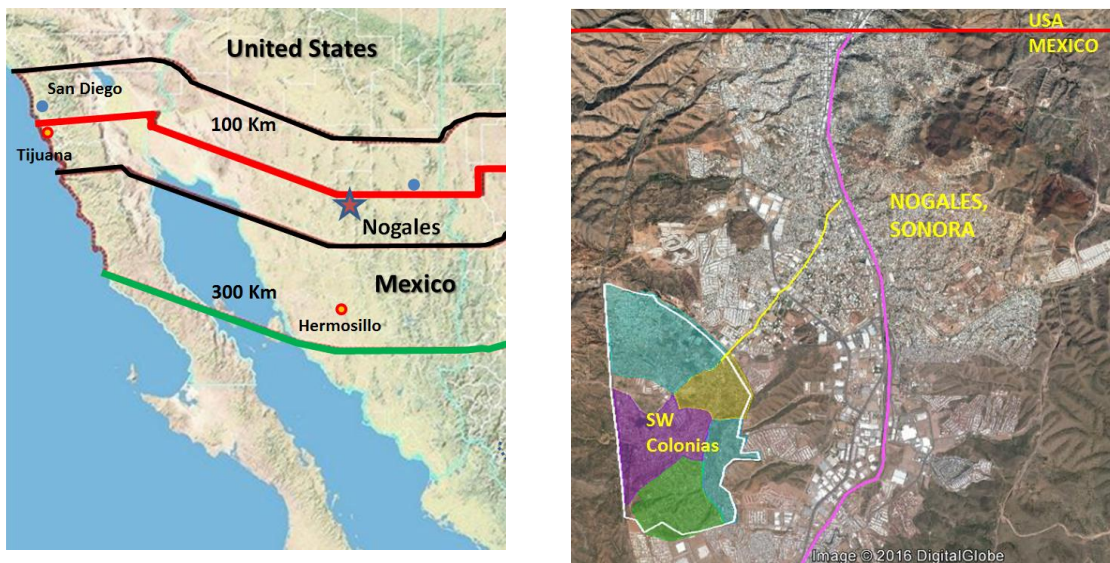 United States
San Diego
100 Km
Tijuana
Nogales
Mexico
300 Km
Hermosillo
USA
MEXICO
NOGALES,
SONORA
SW
Colonias
Image © 2016 DigitalGlobe